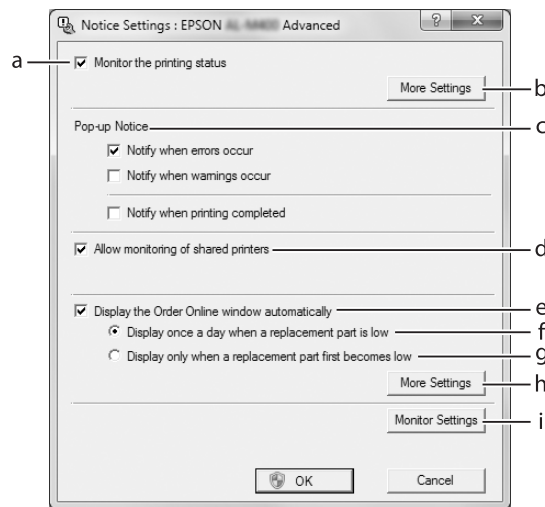 Notice Settings : EPSON Advanced
?
X
a
Monitor the printing status
More Settings
b
Pop-up Notice
c
Notify when errors occur
Notify when warnings occur
Notify when printing completed
Allow monitoring of shared printers
d
Display the Order Online window automatically
e
Display once a day when a replacement part is low
f
Display only when a replacement part first becomes low
g
More Settings
h
Monitor Settings
i
OK
Cancel